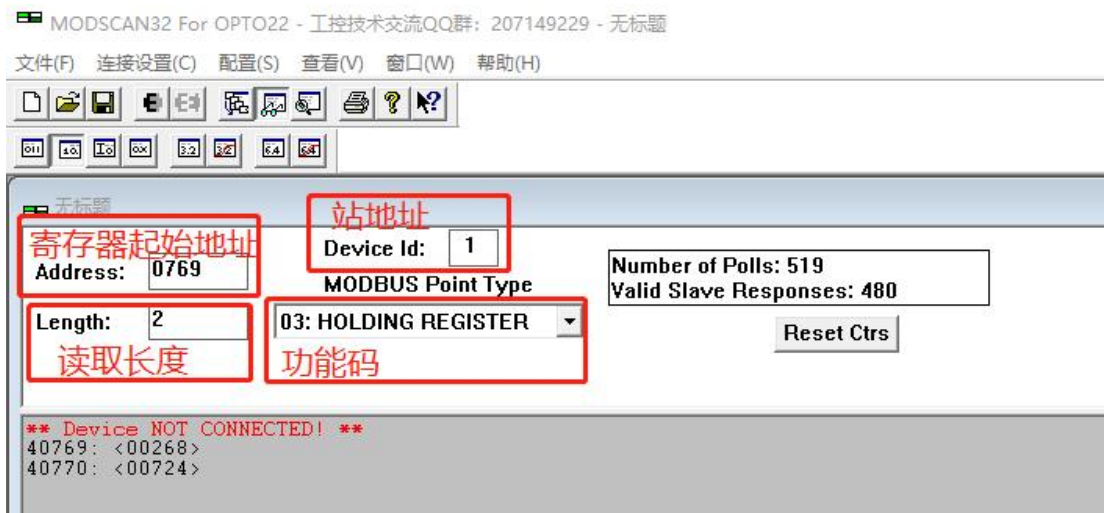 MODSCAN32 For OPTO22 - 工控技术交流QQ群：207149229 - 无标题
文件(F) 连接设置(C) 配置(S) 查看(V) 窗口(W) 帮助(H)
无标题
站地址
寄存器起始地址
Device Id: 1
Address: 0769
MODBUS Point Type
Number of Polls: 519
Valid Slave Responses: 480
Length: 2
03: HOLDING REGISTER
Reset Ctrs
读取长度
功能码
** Device NOT CONNECTED! **
40769: <00268>
40770: <00724>